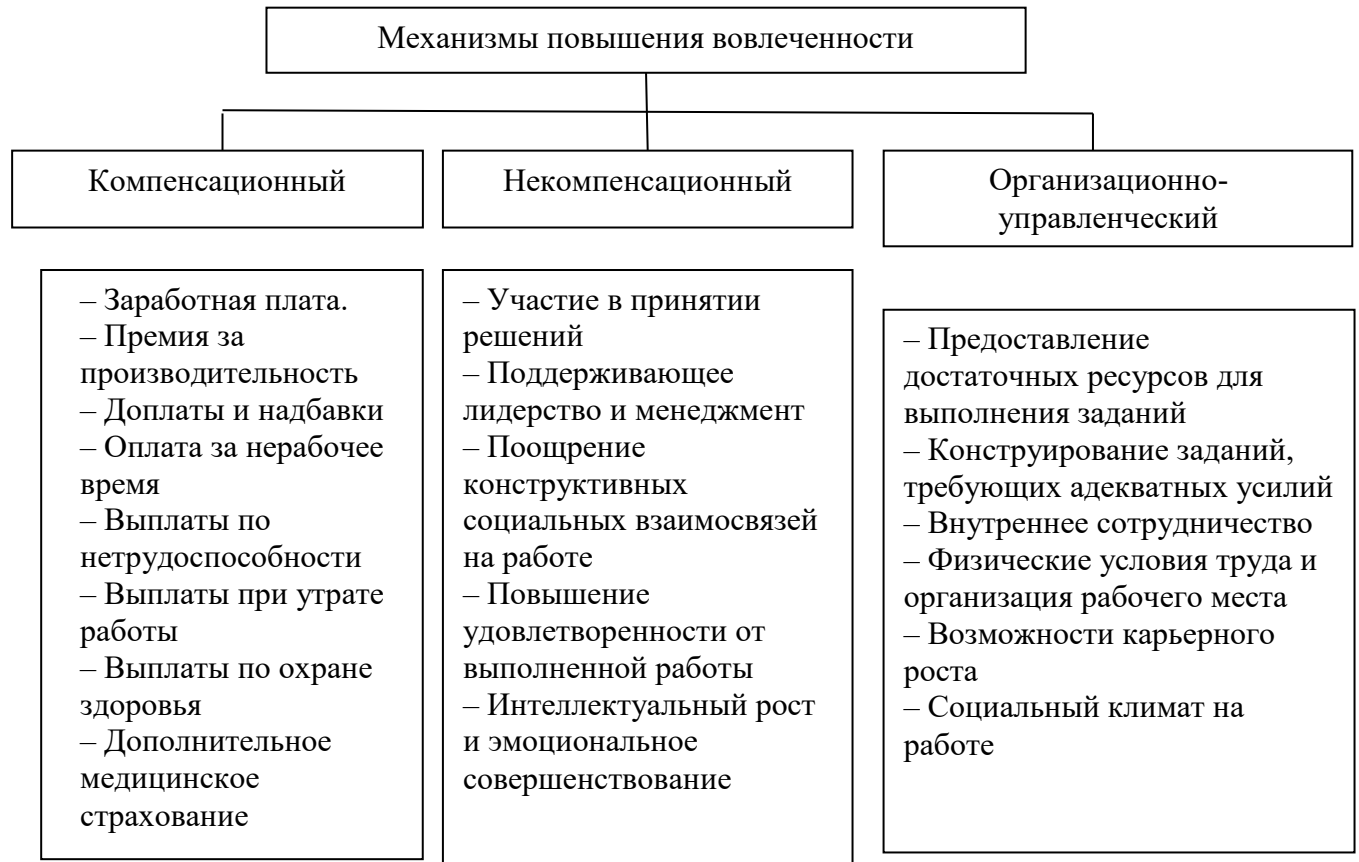 Механизмы повышения вовлеченности
Компенсационный
Некомпенсационный
Организационно-
управленческий
– Заработная плата.
– Премия за
производительность
– Доплаты и надбавки
– Оплата за нерабочее
время
– Выплаты по
нетрудоспособности
– Выплаты при утрате
работы
– Выплаты по охране
здоровья
– Дополнительное
медицинское
страхование
– Участие в принятии
решений
– Поддерживающее
лидерство и менеджмент
– Поощрение
конструктивных
социальных взаимосвязей
на работе
– Повышение
удовлетворенности от
выполненной работы
– Интеллектуальный рост
и эмоциональное
совершенствование
– Предоставление
достаточных ресурсов для
выполнения заданий
– Конструирование заданий,
требующих адекватных усилий
– Внутреннее сотрудничество
– Физические условия труда и
организация рабочего места
– Возможности карьерного
роста
– Социальный климат на
работе